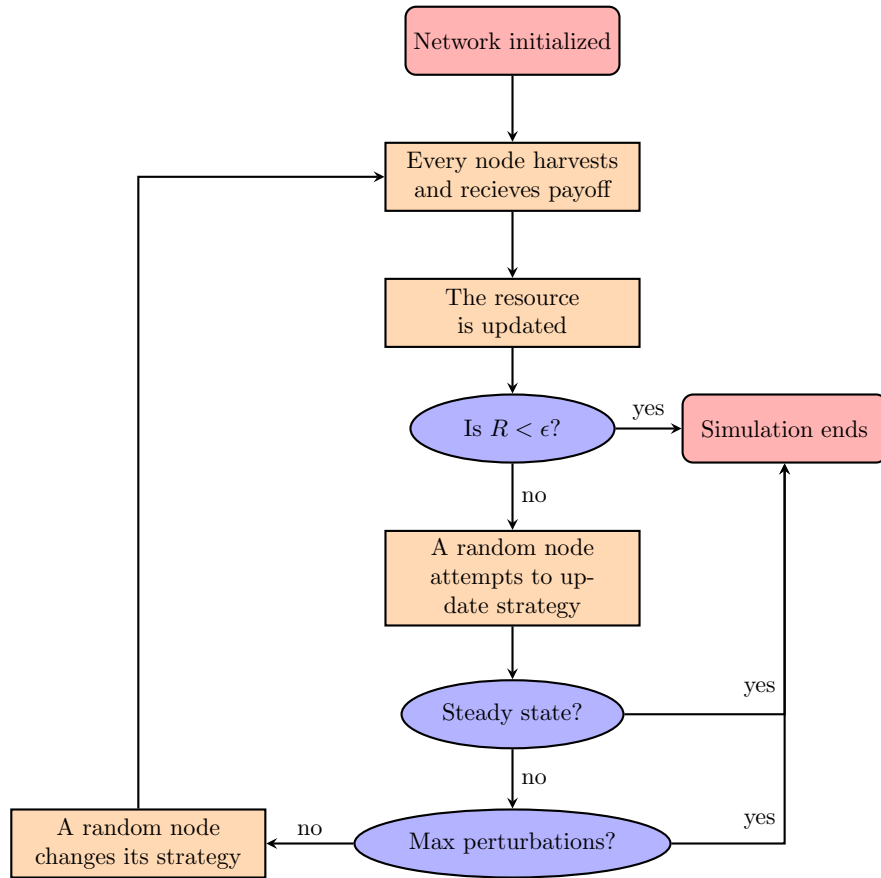 Network initialized
Every node harvests
and recieves payoff
The resource
is updated
Is R < ϵ?
yes
Simulation ends
no
A random node
attempts to up-
date strategy
Steady state?
yes
no
Max perturbations?
yes
no
A random node
changes its strategy